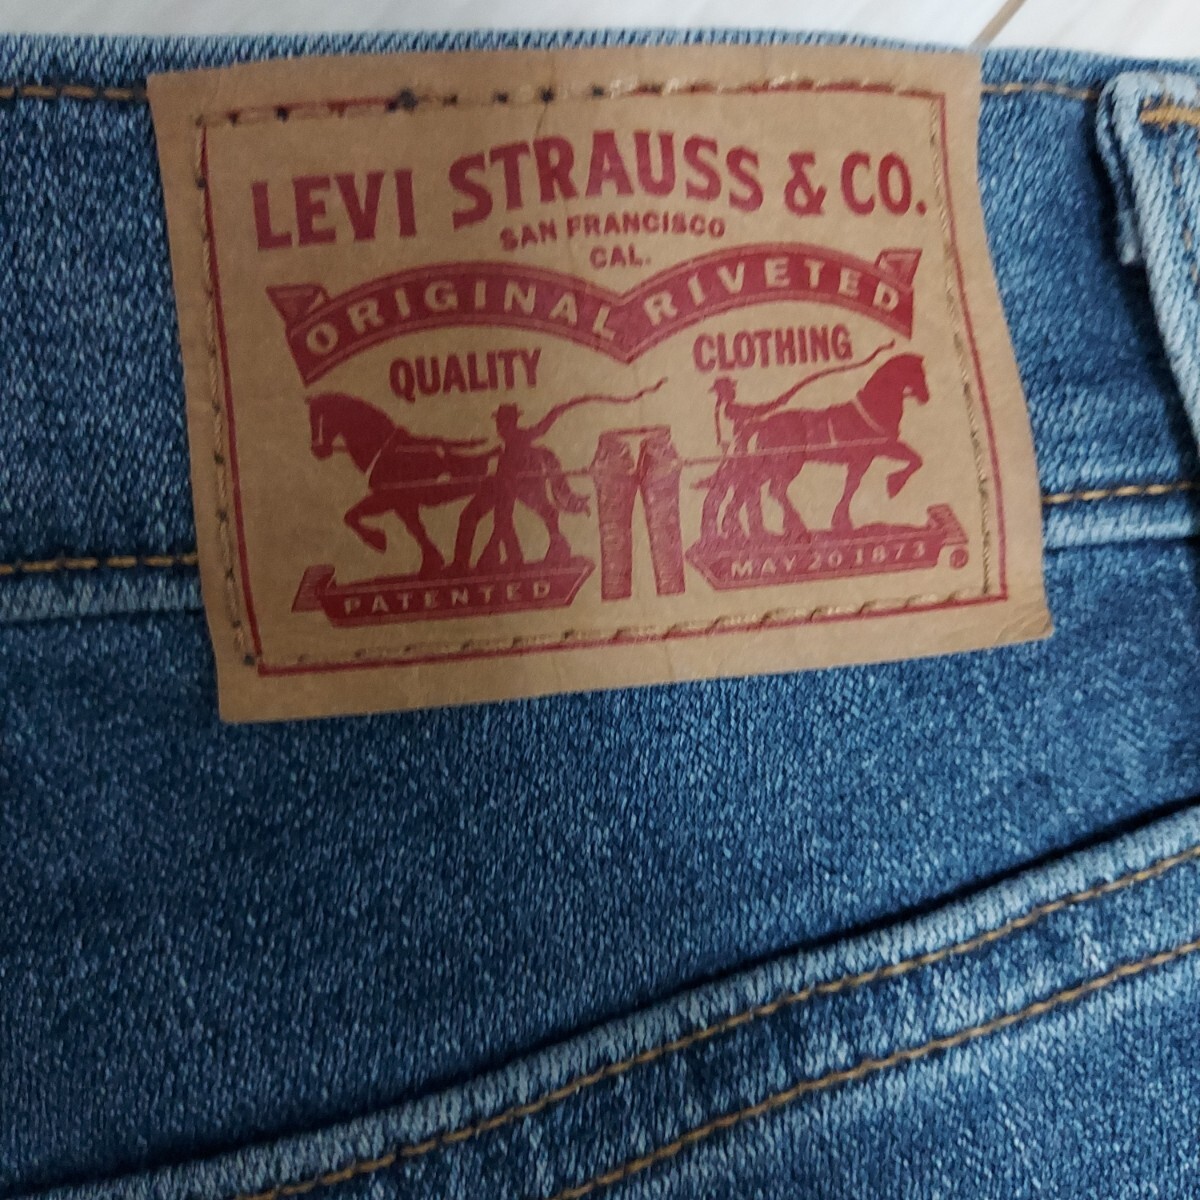 LEVI STRAUSS & CO.
SAN FRANCISCO
CAL.
ORIGINAL RIVETED
QUALITY CLOTHING
PATENTED MAY 20 1873 ®